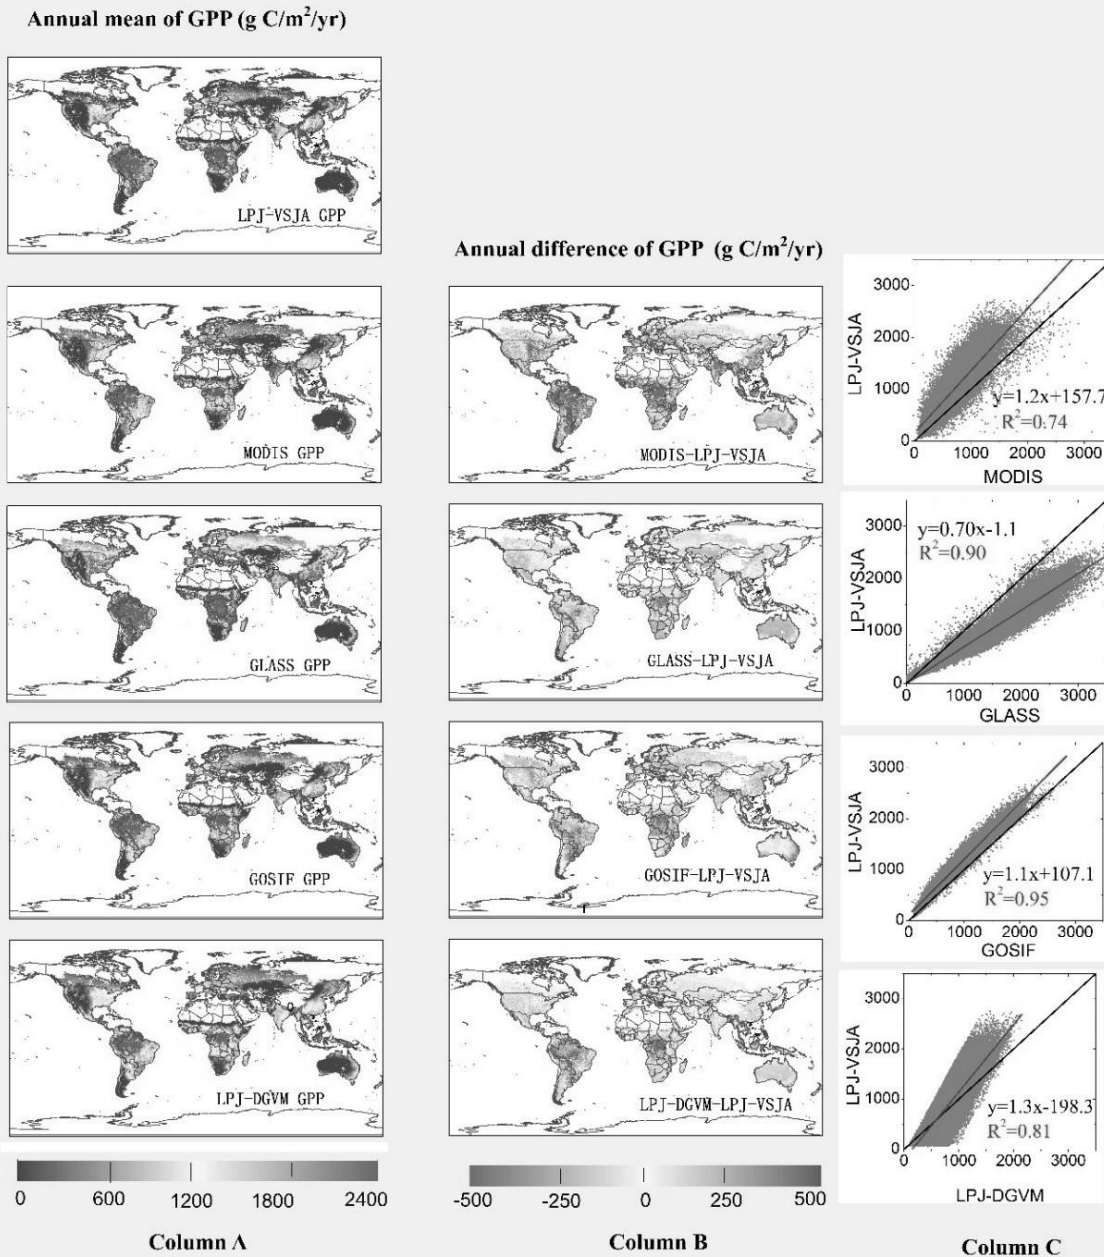 Annual mean of GPP (g C/m²/yr)
LPJ-VSJA GPP
MODIS GPP
GLASS GPP
GOSIF GPP
LPJ-DGVM GPP
0 600 1200 1800 2400
Column A
Annual difference of GPP (g C/m²/yr)
MODIS-LPJ-VSJA
GLASS-LPJ-VSJA
GOSIF-LPJ-VSJA
LPJ-DGVM-LPJ-VSJA
-500 -250 0 250 500
Column B
LPJ-VSJA
3000
2000
1000
0
y=1.2x+157.7
R²=0.74
0 1000 2000 3000
MODIS
LPJ-VSJA
3000
2000
1000
0
y=0.70x-1.1
R²=0.90
0 1000 2000 3000
GLASS
LPJ-VSJA
3000
2000
1000
0
y=1.1x+107.1
R²=0.95
0 1000 2000 3000
GOSIF
LPJ-VSJA
3000
2000
1000
0
y=1.3x-198.3
R²=0.81
0 1000 2000 3000
LPJ-DGVM
Column C